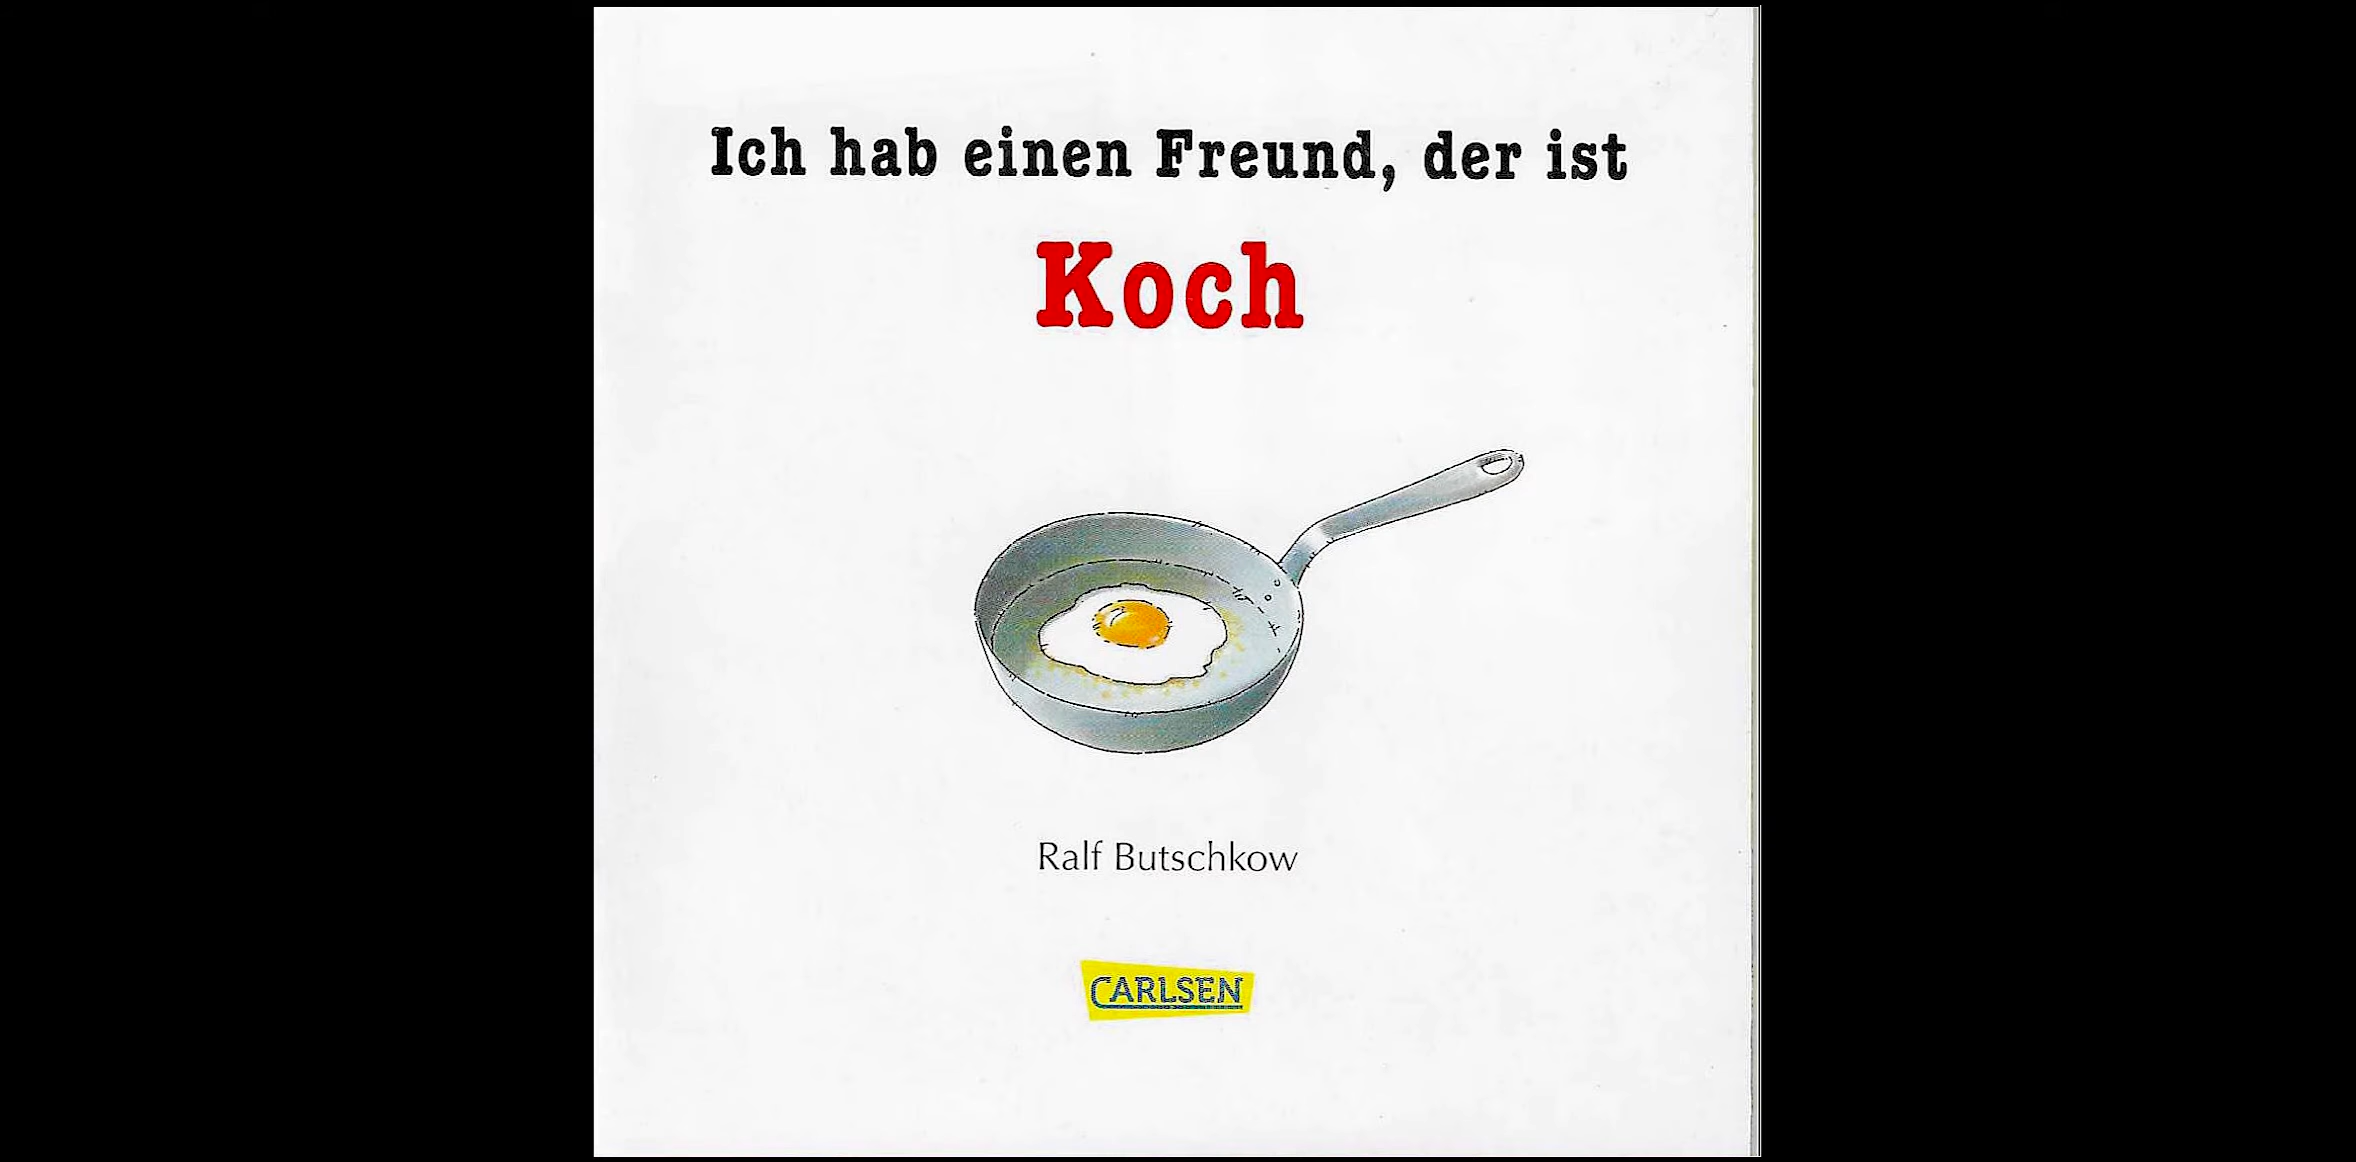 Ich hab einen Freund, der ist
Koch
Ralf Butschkow
CARLSEN